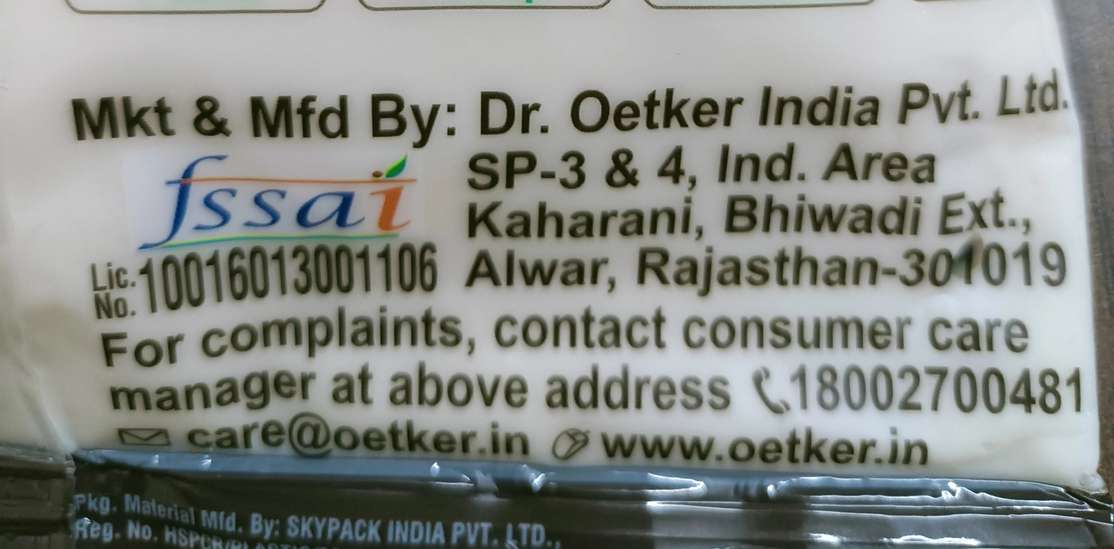 Mkt & Mfd By: Dr. Oetker India Pvt. Ltd.
SP-3 & 4, Ind. Area
Kaharani, Bhiwadi Ext.,
Alwar, Rajasthan-301019
fssai
Lic. No. 10016013001106
For complaints, contact consumer care
manager at above address 18002700481
care@oetker.in www.oetker.in
Pkg. Material Mfd. By: SKYPACK INDIA PVT. LTD.,
Reg. No.